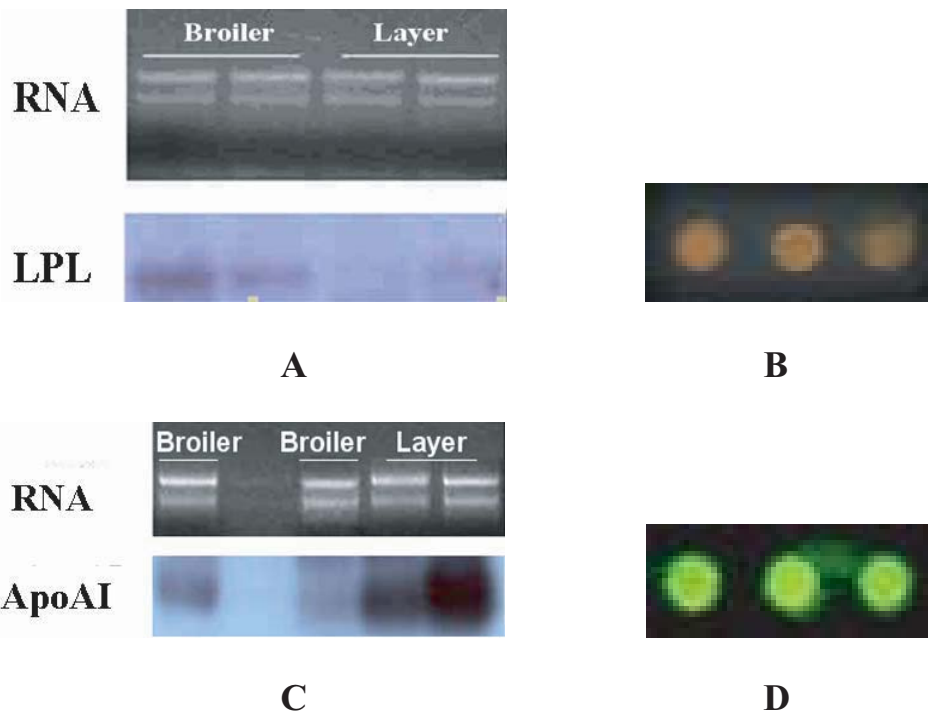 Broiler Layer
RNA
LPL
A B
Broiler Broiler Layer
RNA
ApoAI
C D